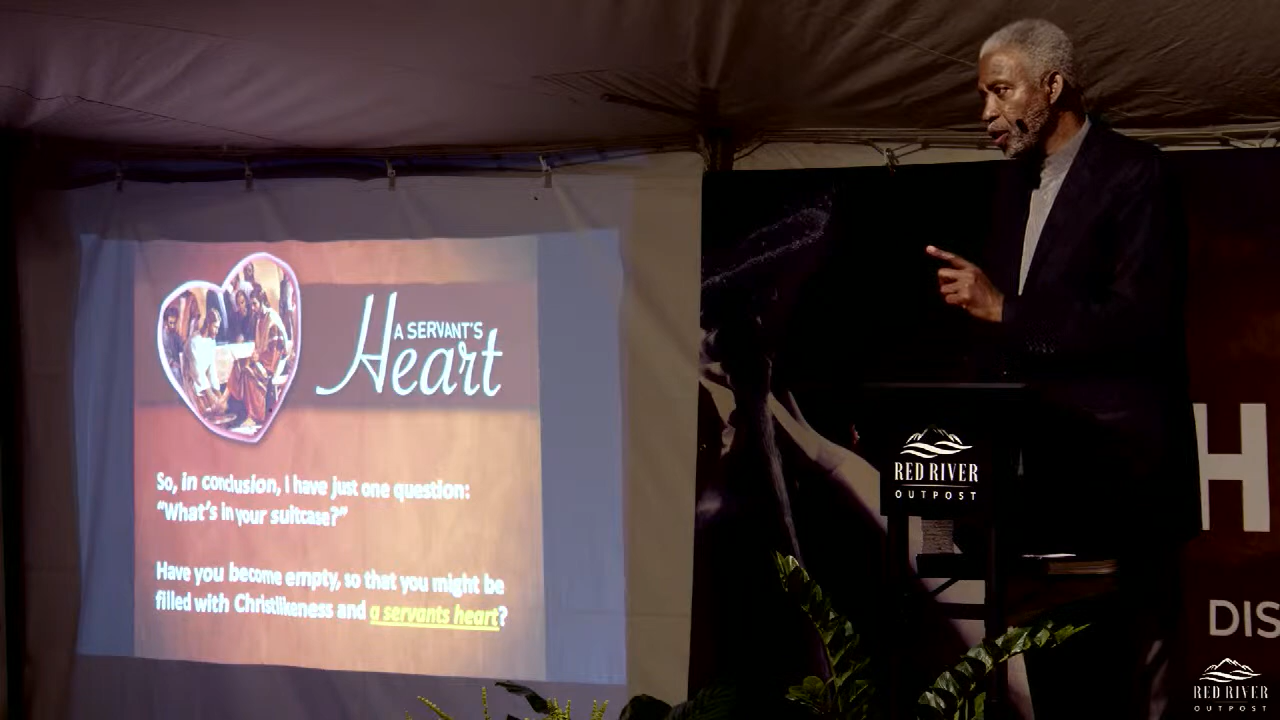 A SERVANT'S
Heart
So, in conclusion, I have just one question:
"What's in your suitcase?"
Have you become empty, so that you might be
filled with Christlikeness and a servants heart?
RED RIVER
OUTPOST
H
DIS
RED RIVER
OUTPOST